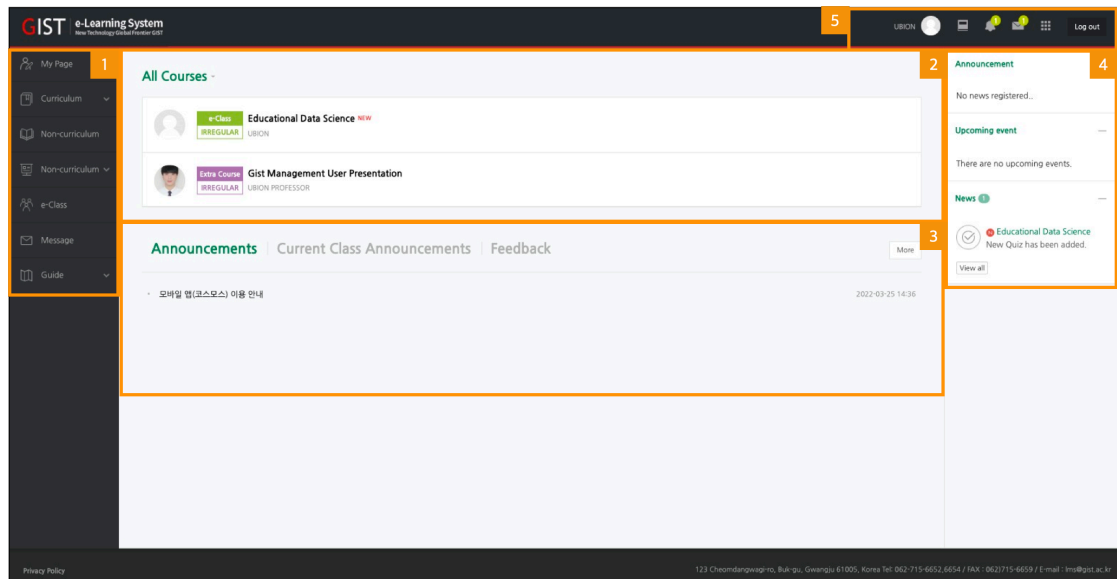 GIST e-Learning System
New Technology Global Frontier GIST
5
UBION
1
1
Log out
My Page
1
Curriculum
Non-curriculum
Non-curriculum
e-Class
Message
Guide
All Courses
2
e-Class
IRREGULAR
Educational Data Science NEW
UBION
Extra Course
IRREGULAR
Gist Management User Presentation
UBION PROFESSOR
Announcements
Current Class Announcements
Feedback
More
3
모바일 앱(코스모스) 이용 안내
2022-03-25 14:36
Announcement
4
No news registered..
Upcoming event
There are no upcoming events.
News 1
Educational Data Science
New Quiz has been added.
View all
Privacy Policy
123 Cheomdangwagi-ro, Buk-gu, Gwangju 61005, Korea Tel: 062-715-6652,6654 / FAX : 062)715-6659 / E-mail : lms@gist.ac.kr